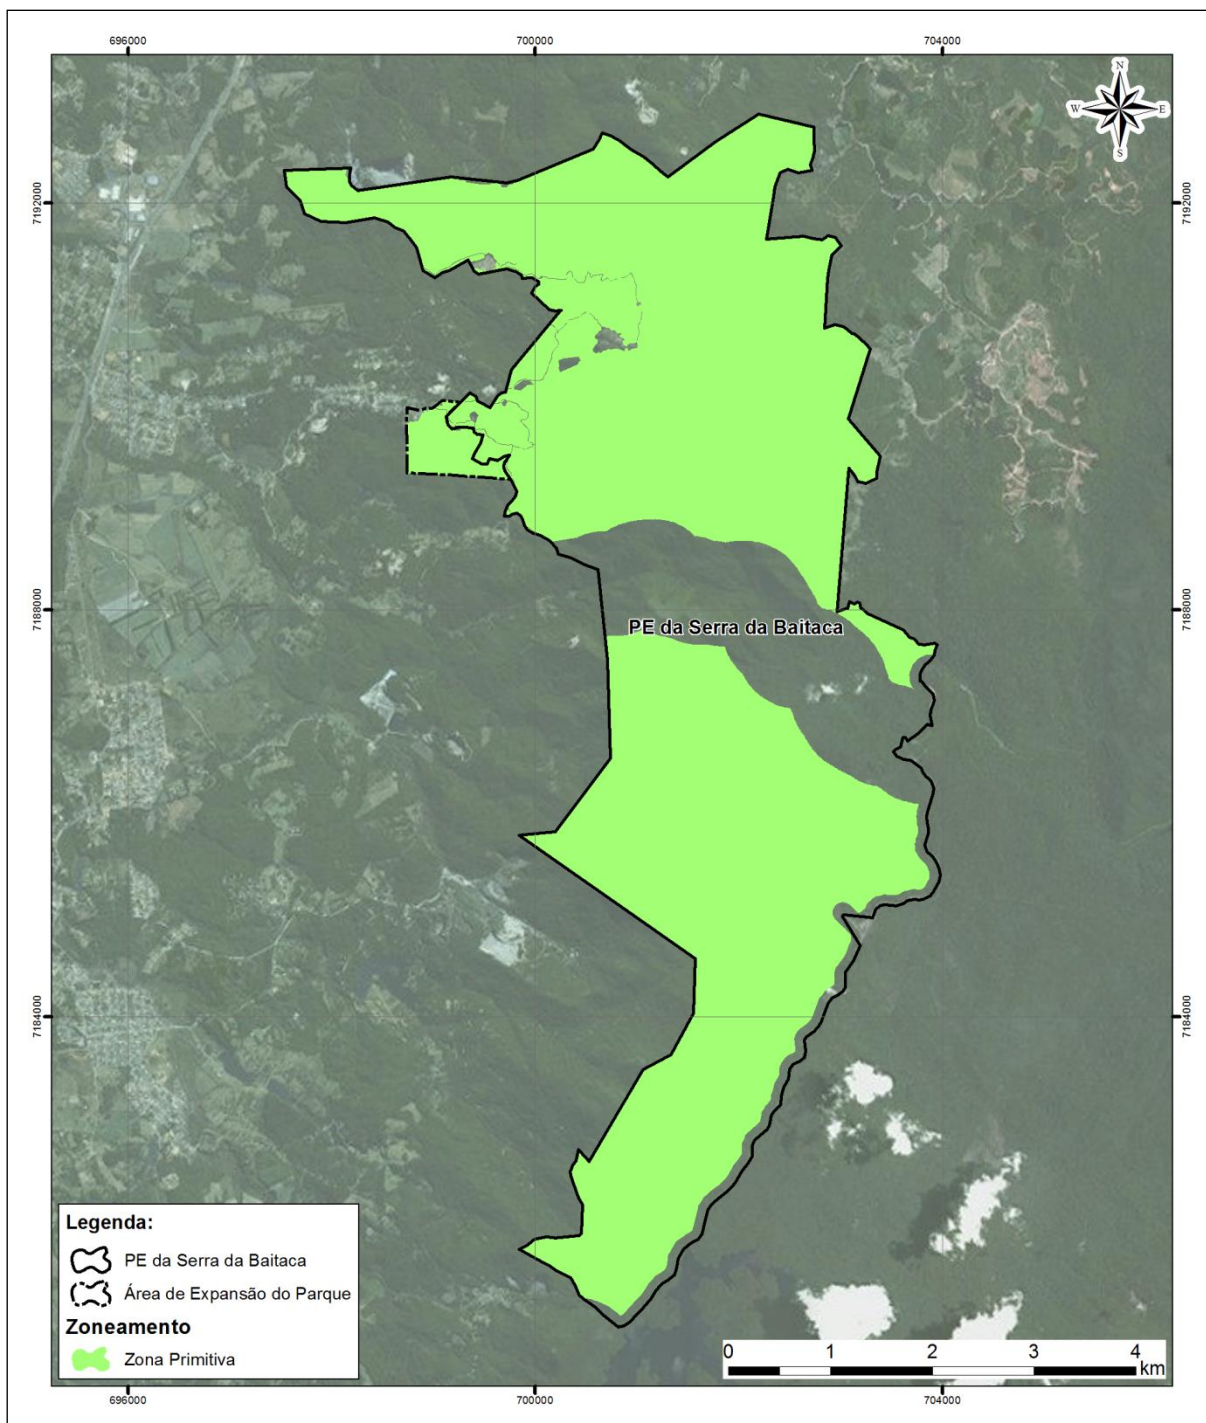 696000 700000 704000
N
W E
S
7192000 7192000
PE da Serra da Baitaca
7188000 7188000
7184000 7184000
Legenda:
PE da Serra da Baitaca
Área de Expansão do Parque
Zoneamento
Zona Primitiva
0 1 2 3 4
km
696000 700000 704000